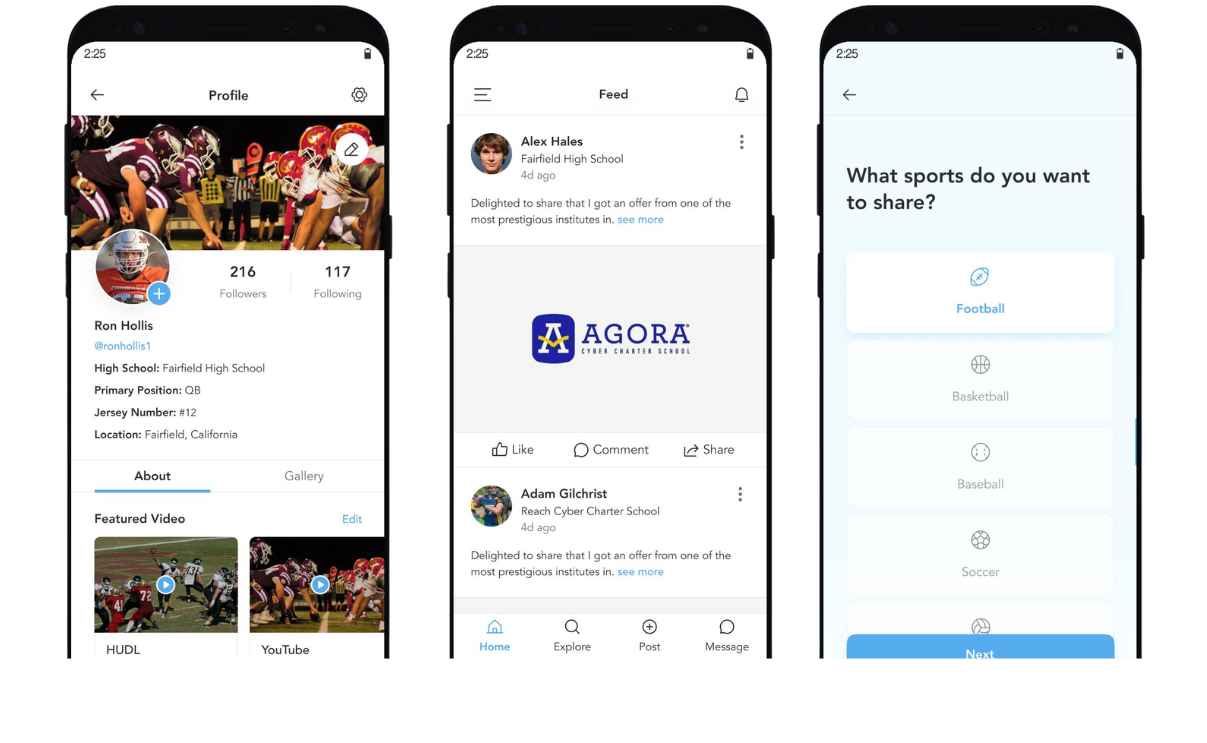 2:25
Profile
216
117
Followers
Following
Ron Hollis
@ronhollis1
High School: Fairfield High School
Primary Position: QB
Jersey Number: #12
Location: Fairfield, California
About
Gallery
Featured Video
Edit
HUDL
YouTube
2:25
Feed
Alex Hales
Fairfield High School
4d ago
Delighted to share that I got an offer from one of the
most prestigious institutes in. see more
AGORA
CYBER CHARTER SCHOOL
Like
Comment
Share
Adam Gilchrist
Reach Cyber Charter School
4d ago
Delighted to share that I got an offer from one of the
most prestigious institutes in. see more
Home
Explore
Post
Message
2:25
What sports do you want
to share?
Football
Basketball
Baseball
Soccer
Next